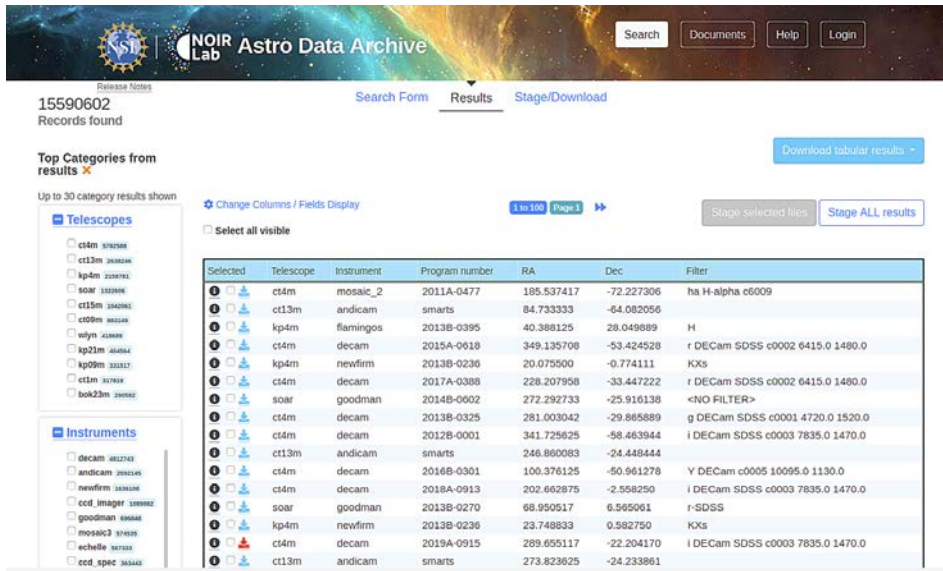 NSF
NOIR
Lab
Astro Data Archive
Search
Documents
Help
Login
Release Notes
15590602
Records found
Search Form
Results
Stage/Download
Download tabular results
Top Categories from
results
Up to 30 category results shown
Change Columns / Fields Display
1 to 100
Page 1
Stage selected files
Stage ALL results
Select all visible
Telescopes
ct4m 5782588
ct13m
kp4m
soar
ct15m
ct09m
wiyn
kp21m
kp09m 331517
ct1m 317819
bok23m
Instruments
decam 4812743
andicam
newfirm
ccd_imager
goodman
mosaic3
echelle
ccd_spec
Selected Telescope Instrument Program number RA Dec Filter
ct4m mosaic_2 2011A-0477 185.537417 -72.227306 ha H-alpha c6009
ct13m andicam smarts 84.733333 -64.082056
kp4m flamingos 2013B-0395 40.388125 28.049889 H
ct4m decam 2015A-0618 349.135708 -53.424528 r DECam SDSS c0002 6415.0 1480.0
kp4m newfirm 2013B-0236 20.075500 -0.774111 KXs
ct4m decam 2017A-0388 228.207958 -33.447222 r DECam SDSS c0002 6415.0 1480.0
soar goodman 2014B-0602 272.292733 -25.916138 <NO FILTER>
ct4m decam 2013B-0325 281.003042 -29.865889 g DECam SDSS c0001 4720.0 1520.0
ct4m decam 2012B-0001 341.725625 -58.463944 i DECam SDSS c0003 7835.0 1470.0
ct13m andicam smarts 246.860083 -24.448444
ct4m decam 2016B-0301 100.376125 -50.961278 Y DECam c0005 10095.0 1130.0
ct4m decam 2018A-0913 202.662875 -2.558250 i DECam SDSS c0003 7835.0 1470.0
soar goodman 2013B-0270 68.950517 6.565061 r-SDSS
kp4m newfirm 2013B-0236 23.748833 0.582750 KXs
ct4m decam 2019A-0915 289.655117 -22.204170 i DECam SDSS c0003 7835.0 1470.0
ct13m andicam smarts 273.823625 -24.233861